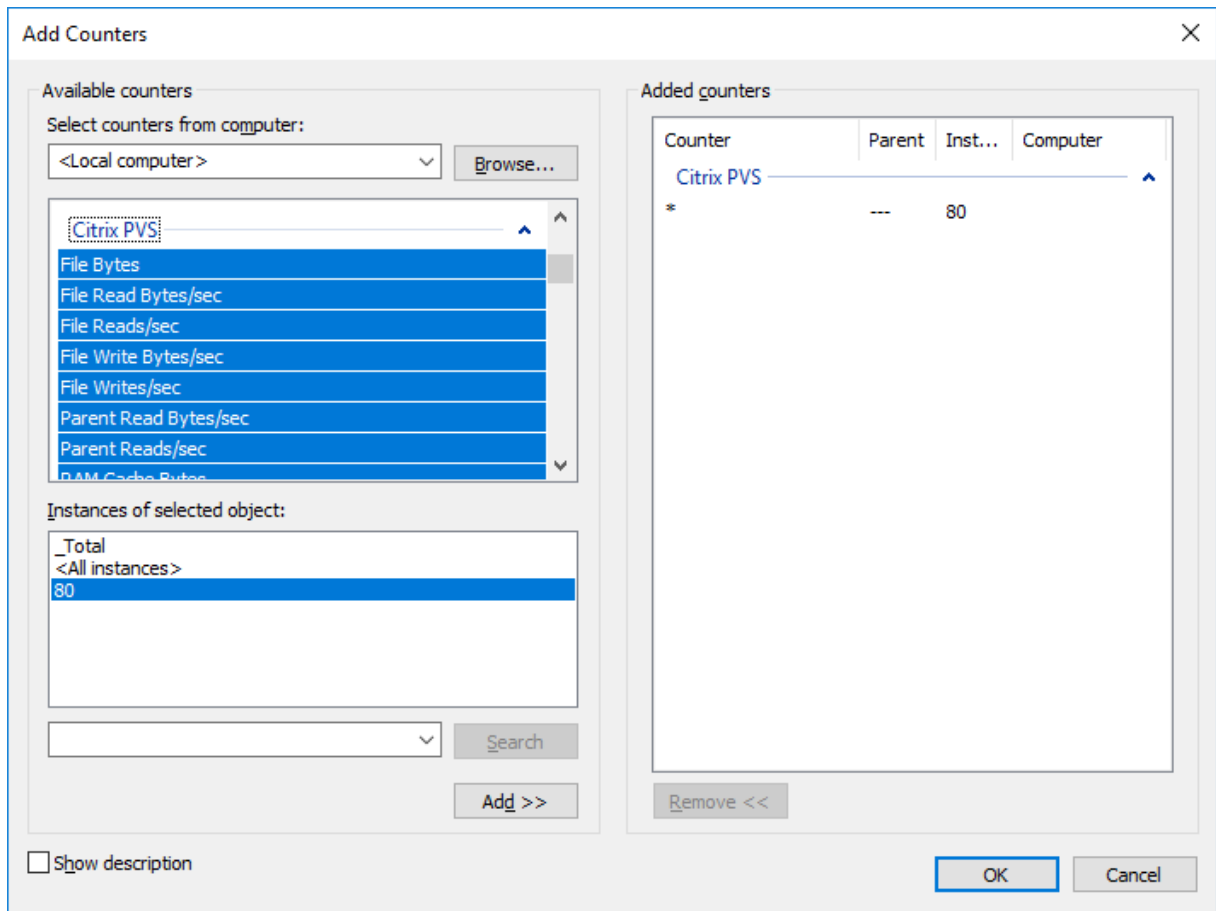 Add Counters
Available counters
Select counters from computer:
<Local computer>
Browse...
Citrix PVS
File Bytes
File Read Bytes/sec
File Reads/sec
File Write Bytes/sec
File Writes/sec
Parent Read Bytes/sec
Parent Reads/sec
RAM Cache Bytes
Instances of selected object:
_Total
<All instances>
80
Search
Add >>
Show description
Added counters
Counter Parent Inst... Computer
Citrix PVS
* --- 80
Remove <<
OK Cancel